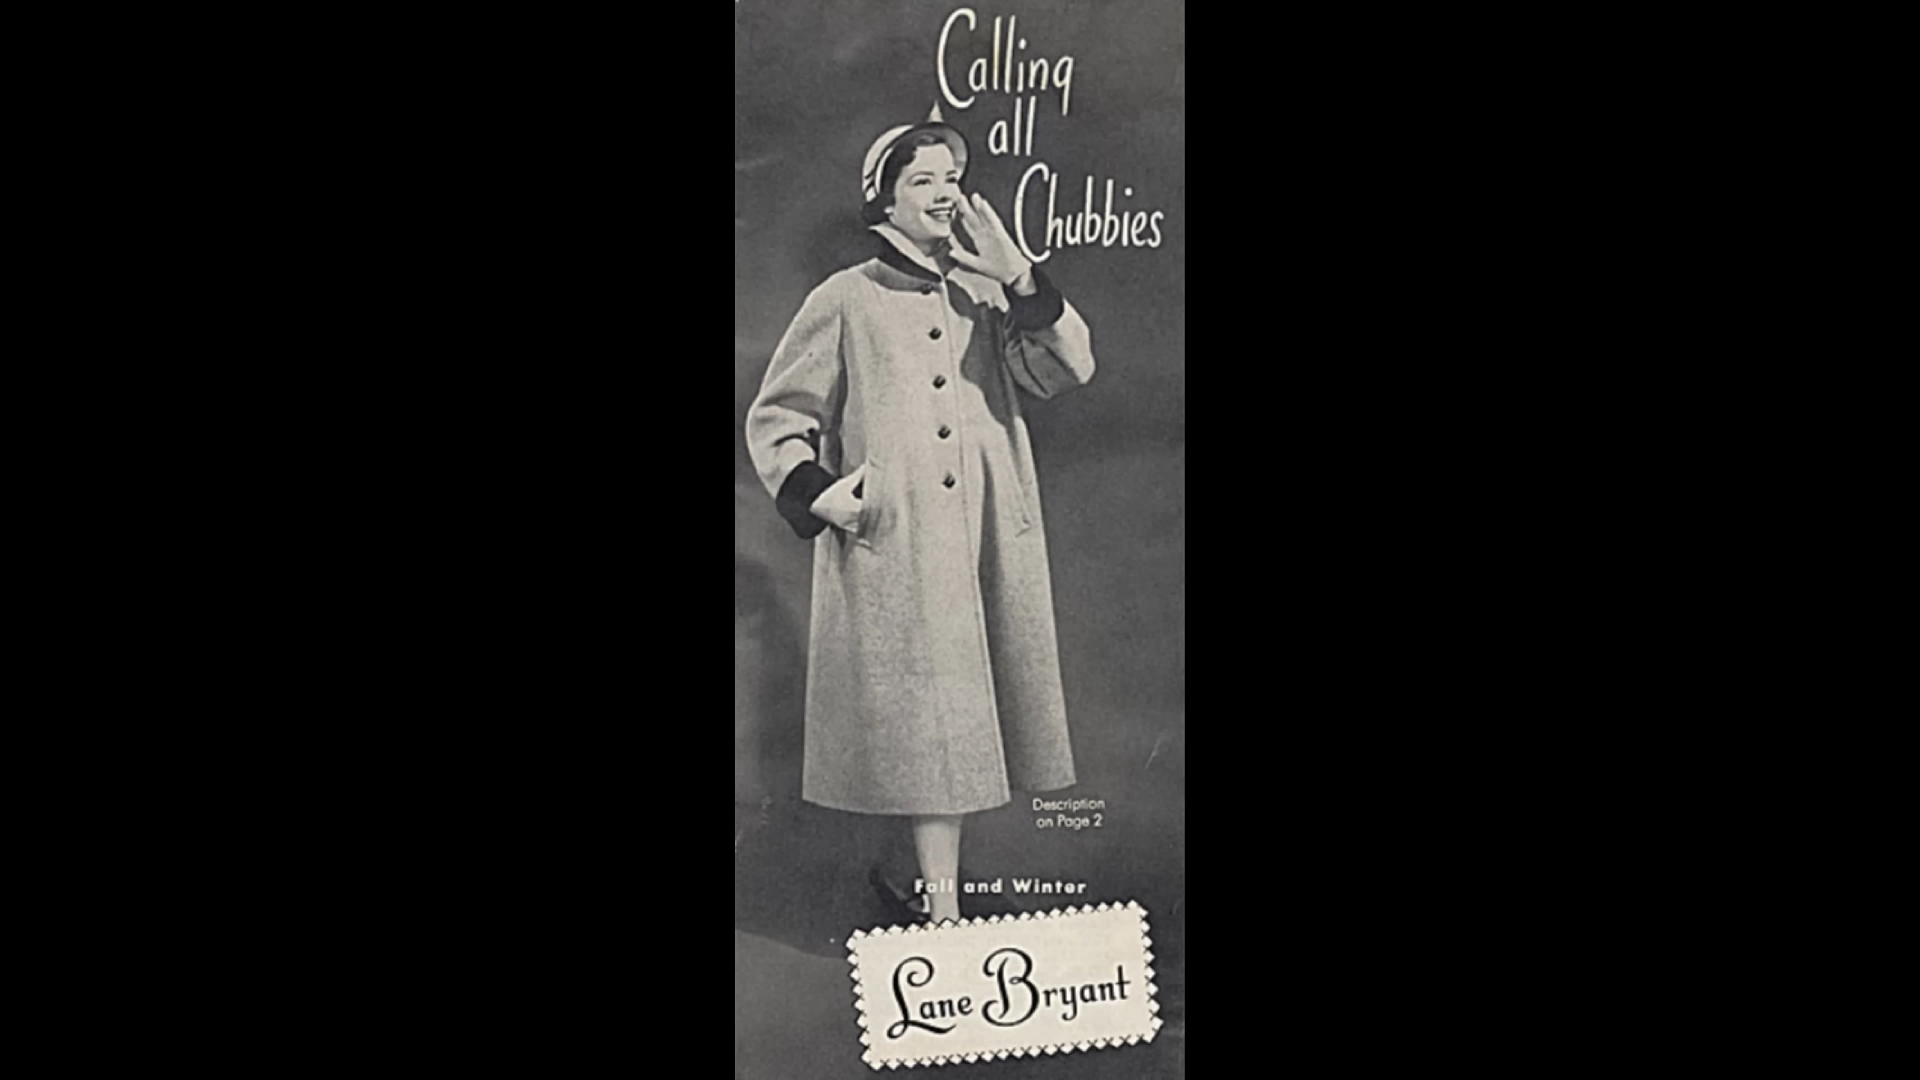 Calling
all
Chubbies
Description
on Page 2
Fall and Winter
Lane Bryant